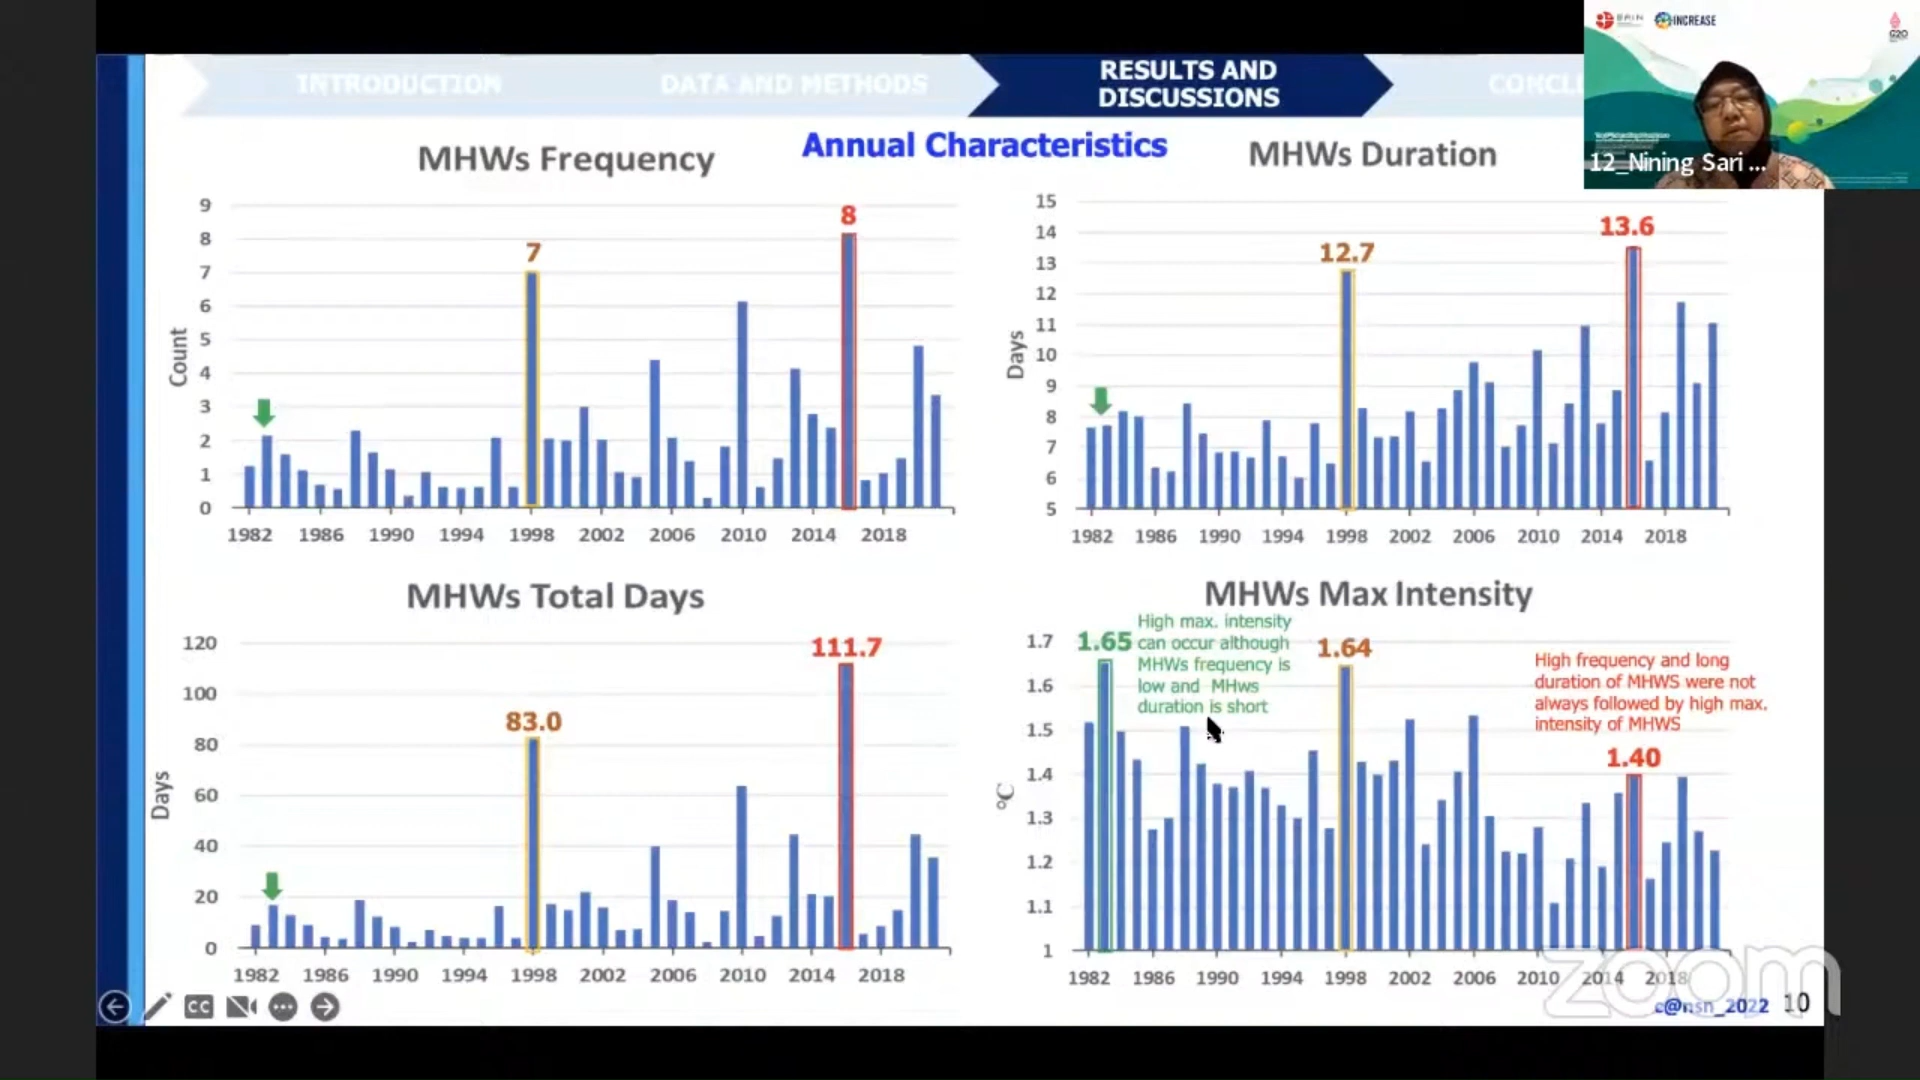 INTRODUCTION
DATA AND METHODS
RESULTS AND
DISCUSSIONS
INCREASE
G20
12_Nining Sari ...
Annual Characteristics
MHWs Frequency
Count
9
8
7
6
5
4
3
2
1
0
7
8
1982 1986 1990 1994 1998 2002 2006 2010 2014 2018
MHWs Duration
Days
15
14
13
12
11
10
9
8
7
6
5
12.7
13.6
1982 1986 1990 1994 1998 2002 2006 2010 2014 2018
MHWs Total Days
Days
120
100
80
60
40
20
0
83.0
111.7
1982 1986 1990 1994 1998 2002 2006 2010 2014 2018
MHWs Max Intensity
°C
1.7
1.6
1.5
1.4
1.3
1.2
1.1
1
1.65
High max. intensity
can occur although
MHWs frequency is
low and MHws
duration is short
1.64
High frequency and long
duration of MHWS were not
always followed by high max.
intensity of MHWS
1.40
1982 1986 1990 1994 1998 2002 2006 2010 2014 2018
CC
zoom
c@nsn_2022 10